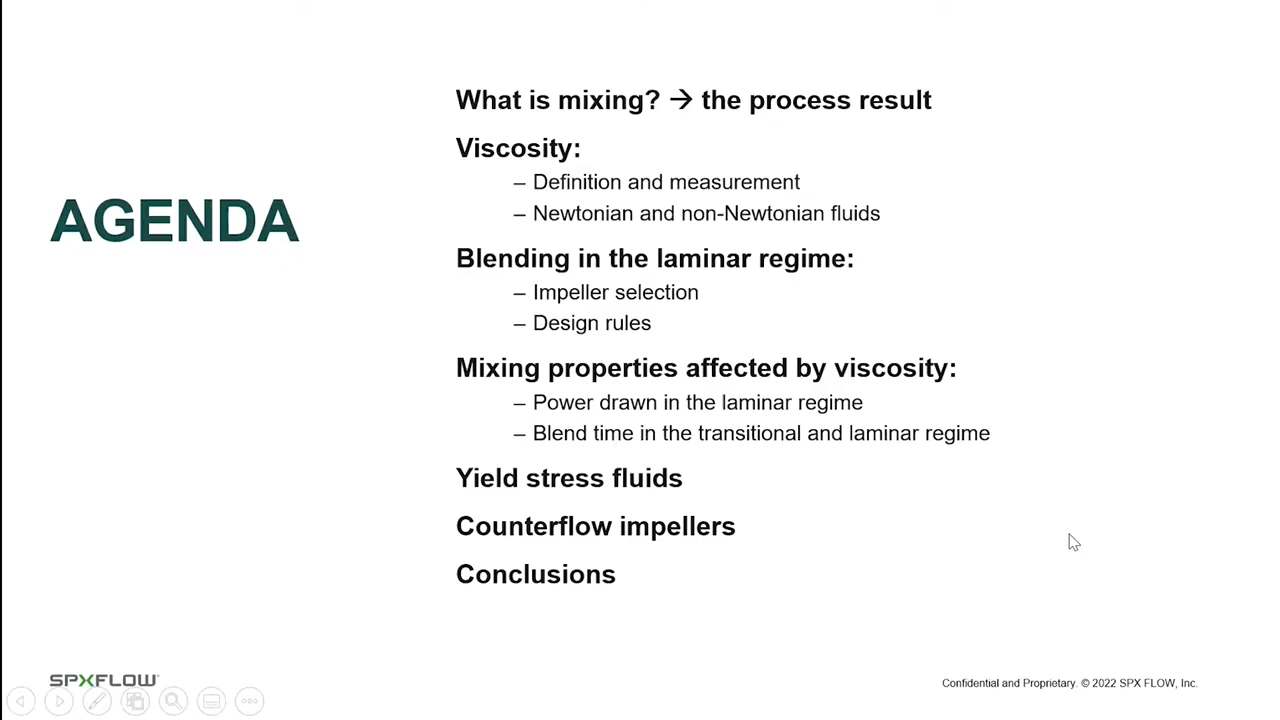 AGENDA
What is mixing? → the process result
Viscosity:
– Definition and measurement
– Newtonian and non-Newtonian fluids
Blending in the laminar regime:
– Impeller selection
– Design rules
Mixing properties affected by viscosity:
– Power drawn in the laminar regime
– Blend time in the transitional and laminar regime
Yield stress fluids
Counterflow impellers
Conclusions
SPXFLOW
Confidential and Proprietary. © 2022 SPX FLOW, Inc.